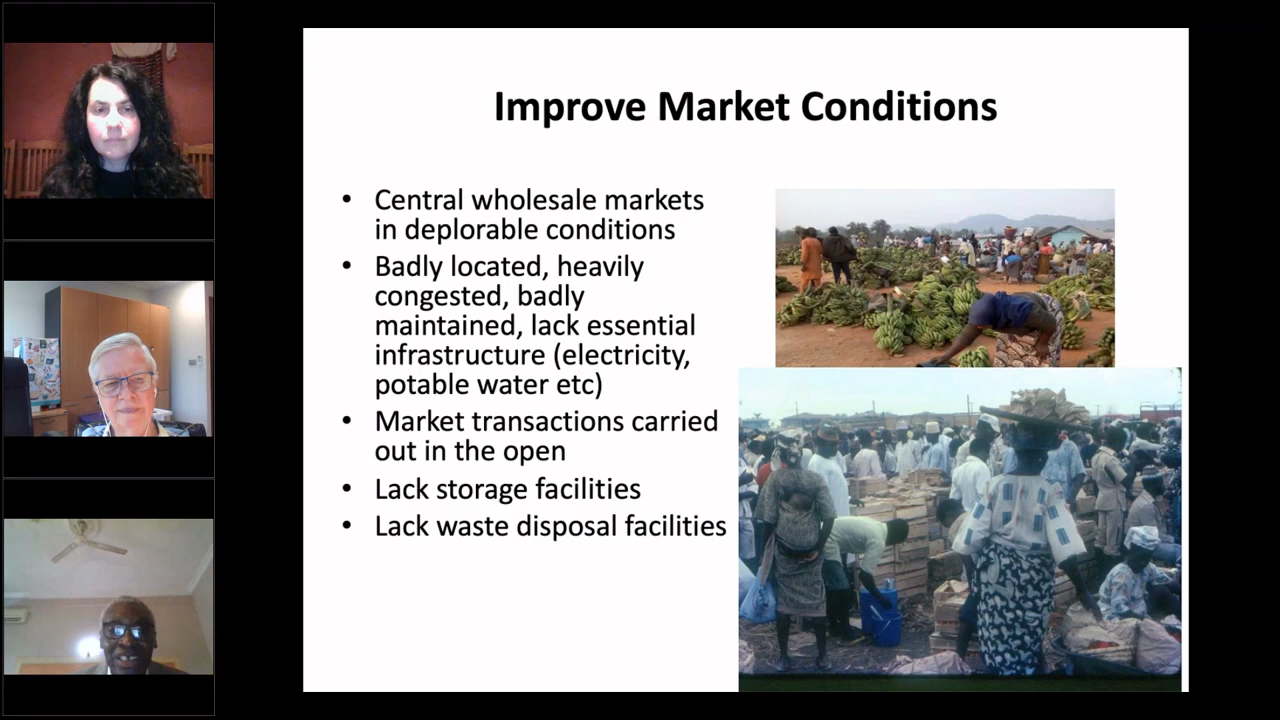 Improve Market Conditions
• Central wholesale markets
in deplorable conditions
• Badly located, heavily
congested, badly
maintained, lack essential
infrastructure (electricity,
potable water etc)
• Market transactions carried
out in the open
• Lack storage facilities
• Lack waste disposal facilities